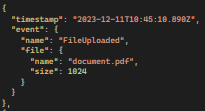 {
"timestamp": "2023-12-11T10:45:10.890Z",
"event": {
"name": "FileUploaded",
"file": {
"name": "document.pdf",
"size": 1024
}
}
},